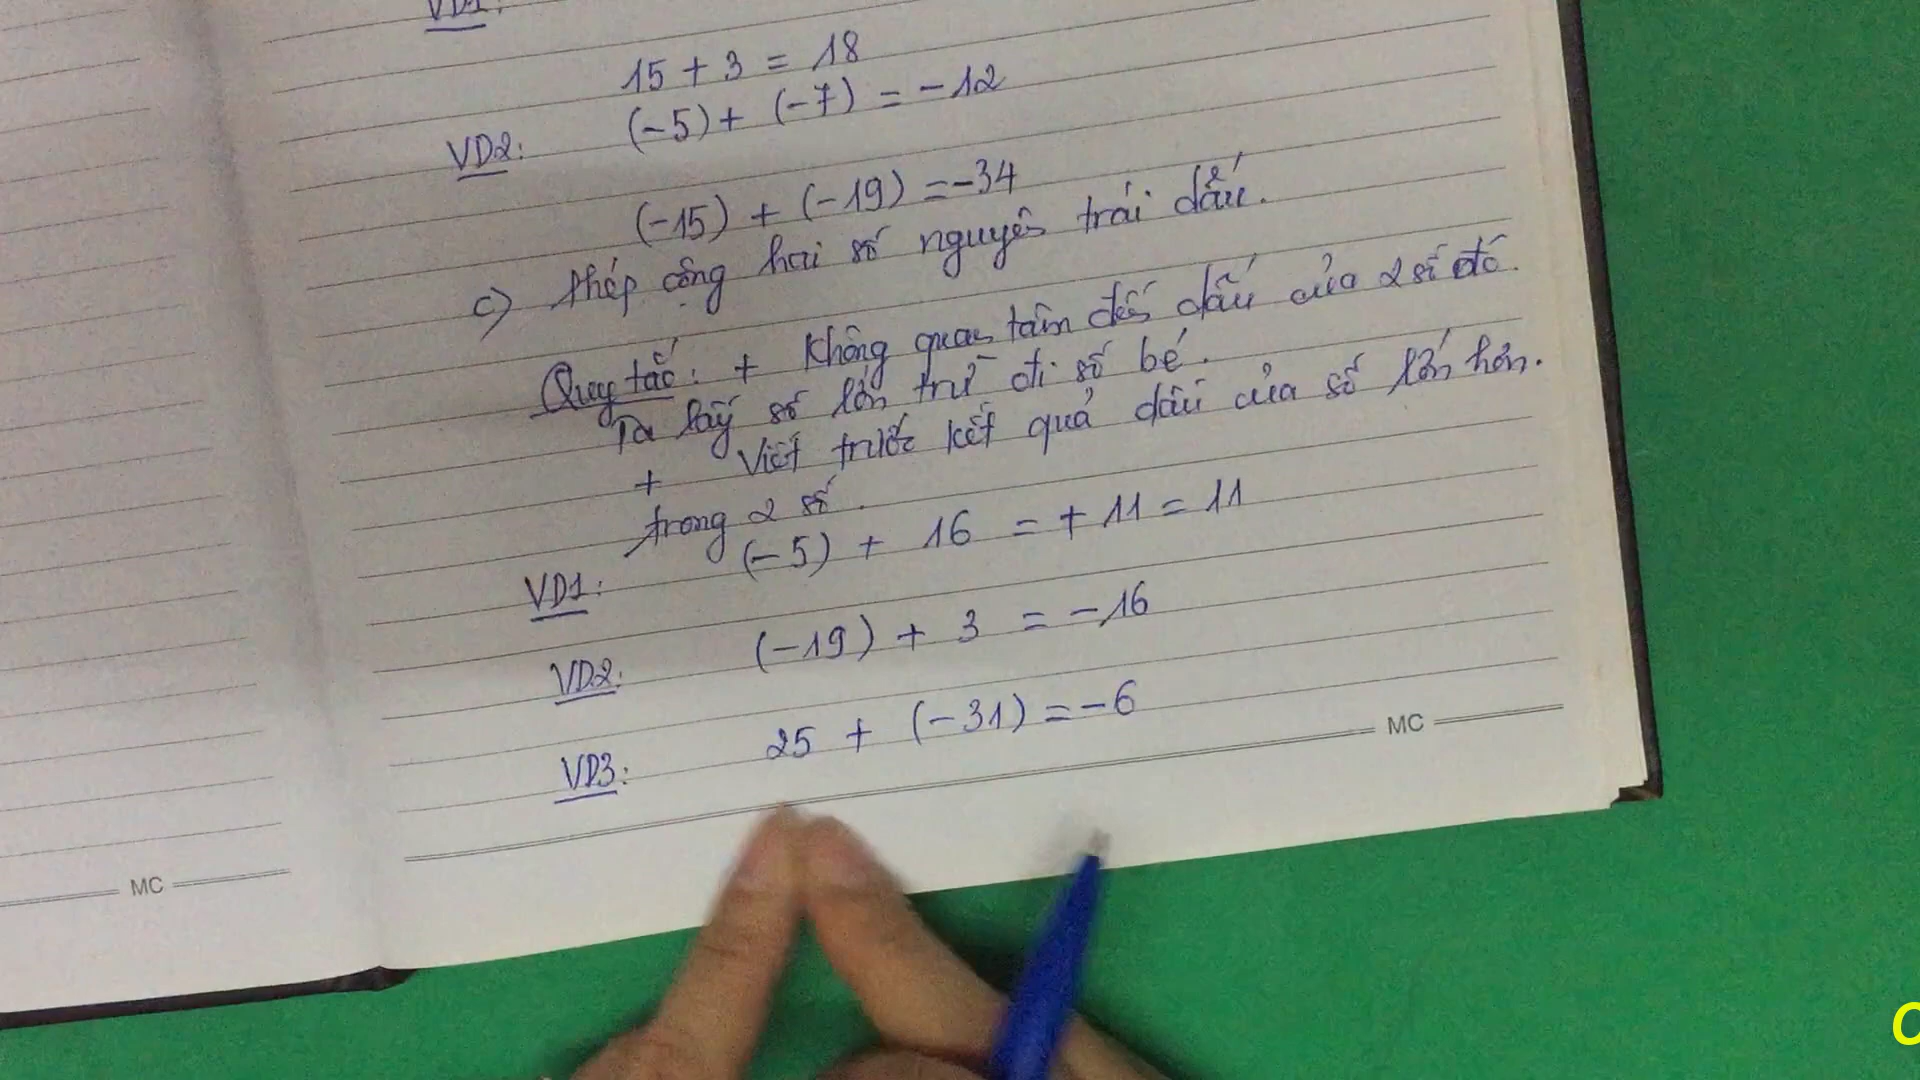 VD1:
15 + 3 = 18
VD2: (-5) + (-7) = -12
(-15) + (-19) = -34
c) Phép cộng hai số nguyên trái dấu.
Quy tắc: + Không quan tâm đến dấu của 2 số đó.
Ta lấy số lớn trừ đi số bé.
+ Viết trước kết quả dấu của số lớn hơn.
trong 2 số.
VD1: (-5) + 16 = + 11 = 11
VD2: (-19) + 3 = -16
VD3: 25 + (-31) = -6
MC
MC